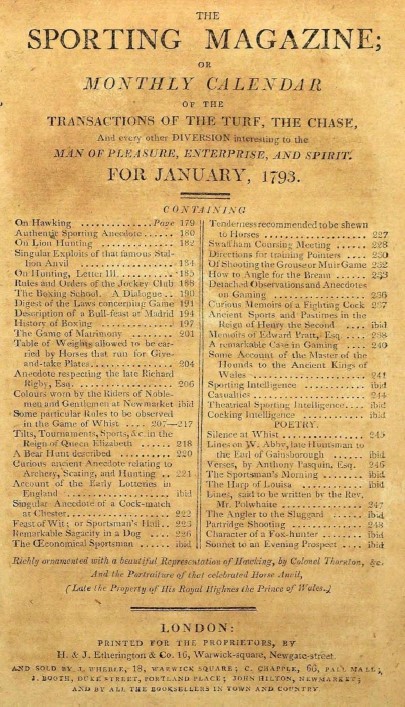 THE
SPORTING MAGAZINE;
OR
MONTHLY CALENDAR
OF THE
TRANSACTIONS OF THE TURF, THE CHASE,
And every other DIVERSION interesting to the
MAN OF PLEASURE, ENTERPRISE, AND SPIRIT.
FOR JANUARY, 1793.
CONTAINING
On Hawking Page 179
Authentic Sporting Anecdote ....... 180
On Lion Hunting ................ 182
Singular Exploits of that famous Stal-
lion Anvil ................ 184
On Hunting, Letter III. ........... 185
Rules and Orders of the Jockey Club 188
The Boxing School. A Dialogue .. 190
Digest of the Laws concerning Game 191
Description of a Bull-feast at Madrid 194
History of Boxing ............. 197
The Game of Matrimony ........ 201
Table of Weights allowed to be car-
ried by Horses that run for Give-
and-take Plates ............ 204
Anecdote respecting the late Richard
Rigby, Esq. ................ 206
Colours worn by the Riders of Noble-
men and Gentlemen at Newmarket ibid
Some particular Rules to be observed
in the Game of Whist .... 207—217
Tilts, Tournaments, Sports, &c. in the
Reign of Queen Elizabeth ...... 218
A Bear Hunt described .......... 220
Curious ancient Anecdote relating to
Archery, Seating, and Hunting .. 221
Account of the Early Lotteries in
England ................ ibid
Singular Anecdote of a Cock-match
at Chester ................ 222
Feast of Wit; or Sportsman's Hall .. 223
Remarkable Sagacity in a Dog .... 226
The Œconomical Sportsman ..... ibid
Tenderness recommended to be shewn
to Horses ................ 227
Swaffham Coursing Meeting ..... 228
Directions for training Pointers .... 230
Of Shooting the Grouse or Muir Game 232
How to Angle for the Bream ..... 233
Detached Observations and Anecdotes
on Gaming ................ 236
Curious Memoirs of a Fighting Cock 237
Ancient Sports and Pastimes in the
Reign of Henry the Second .... ibid
Memoirs of Edward Pratt, Esq. .... 238
A remarkable Case in Gaming .... 240
Some Account of the Master of the
Hounds to the Ancient Kings of
Wales ................ 241
Sporting Intelligence ........... ibid
Casualties ................ 244
Theatrical Sporting Intelligence.... ibid
Cocking Intelligence ........... ibid
POETRY.
Silence at Whist ................ 245
Lines on W. Abby, late Huntsman to
the Earl of Gainsborough ...... ibid
Verses, by Anthony Pasquin, Esq. 246
The Sportsman's Morning ....... ibid
The Harp of Louisa ............ ibid
Lines, said to be written by the Rev.
Mr. Polwhaite ................ 247
The Angler to the Sluggard ..... ibid
Partridge Shooting ............ 248
Character of a Fox-hunter ...... ibid
Sonnet to an Evening Prospect .... ibid
Richly ornamented with a beautiful Representation of Hawking, by Colonel Thornton, &c.
And the Portraiture of that celebrated Horse Anvil,
(Late the Property of His Royal Highnes the Prince of Wales.)
LONDON:
PRINTED FOR THE PROPRIETORS, BY
H. & J. Etherington & Co. 16, Warwick-square, Newgate-street.
AND SOLD BY J. WHEBLE, 18, WARWICK SQUARE; C. CHAPPLE, 66, PALL MALL;
J. BOOTH, DUKE STREET, PORTLAND PLACE; JOHN HILTON, NEWMARKET;
AND BY ALL THE BOOKSELLERS IN TOWN AND COUNTRY